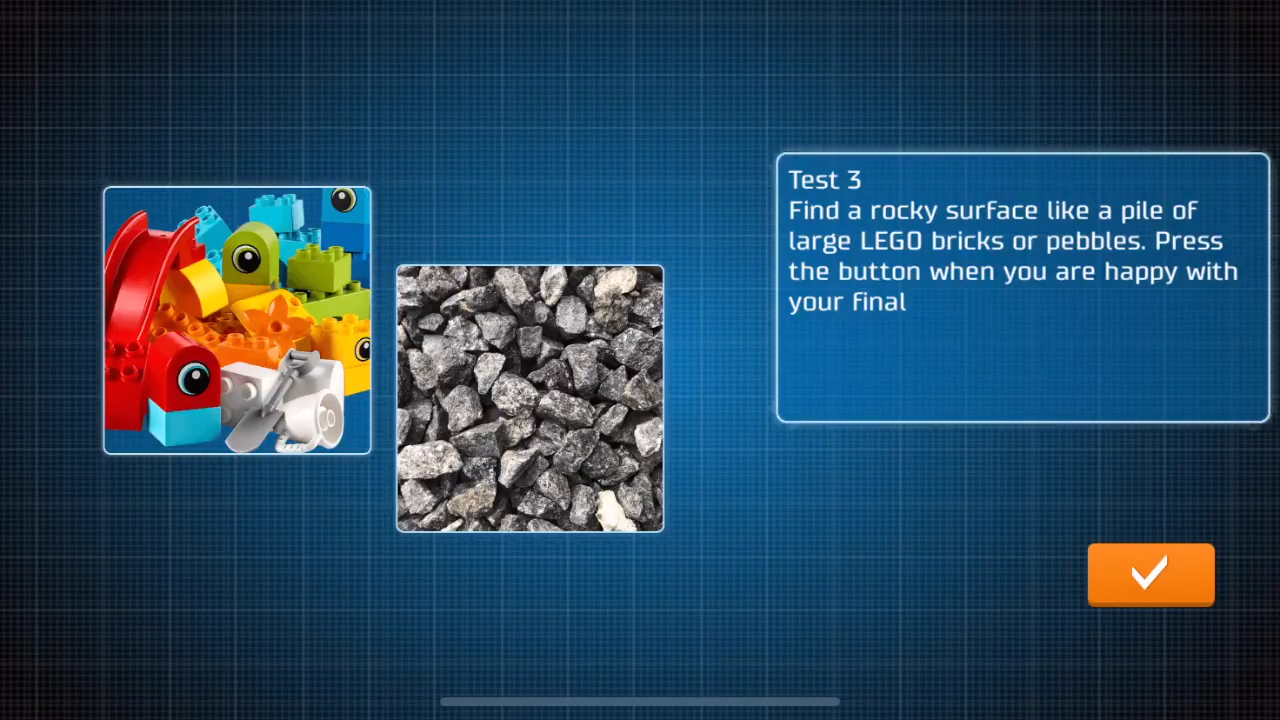 Test 3
Find a rocky surface like a pile of
large LEGO bricks or pebbles. Press
the button when you are happy with
your final